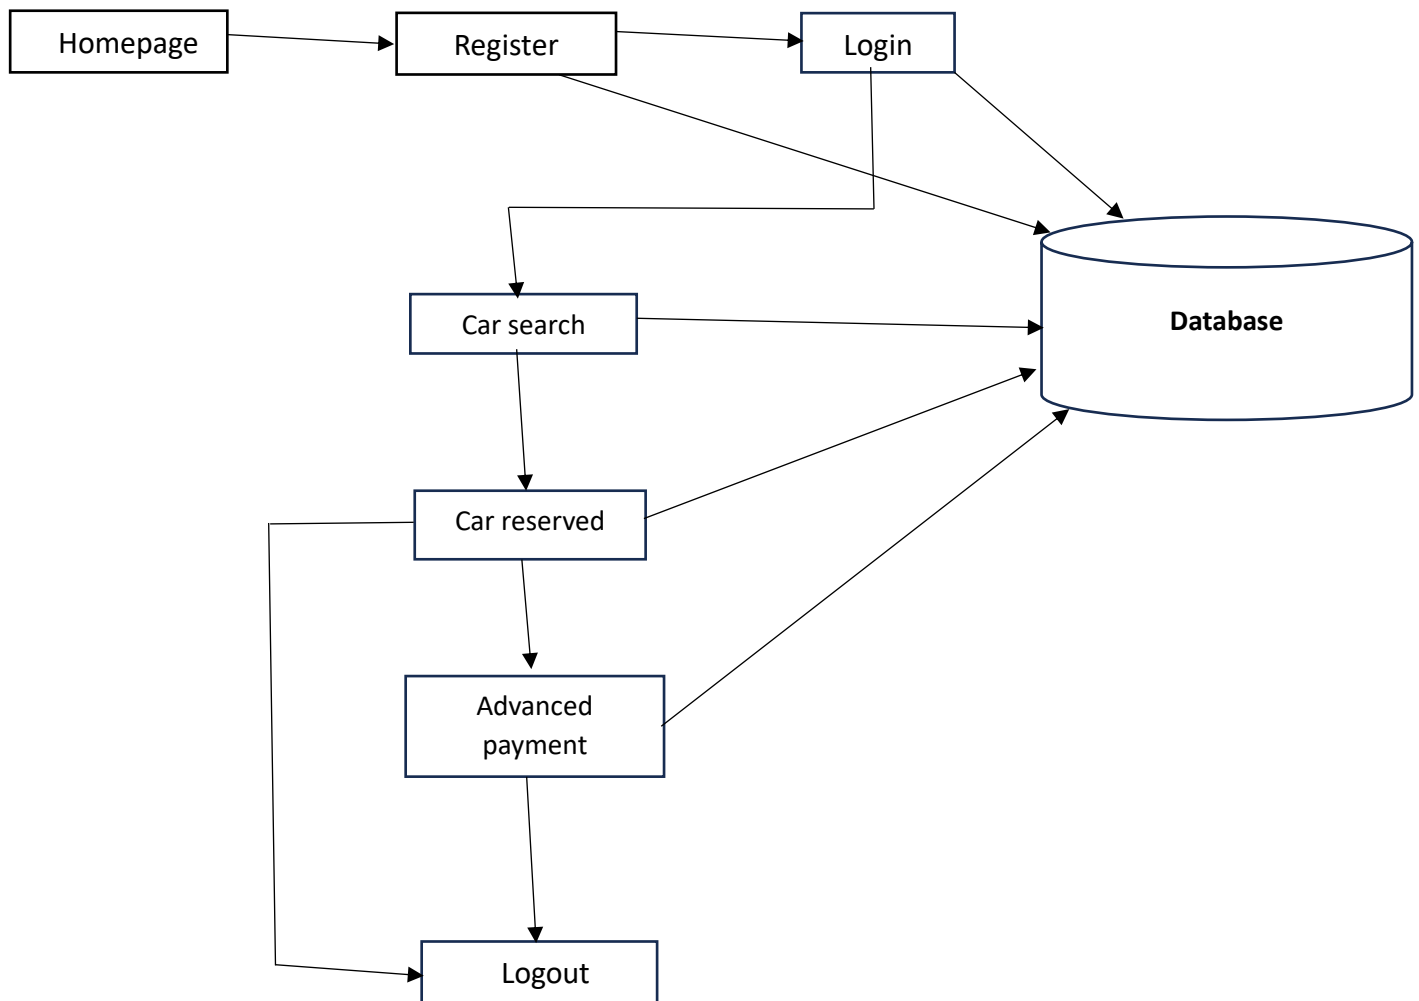 Homepage
Register
Login
Car search
Database
Car reserved
Advanced
payment
Logout